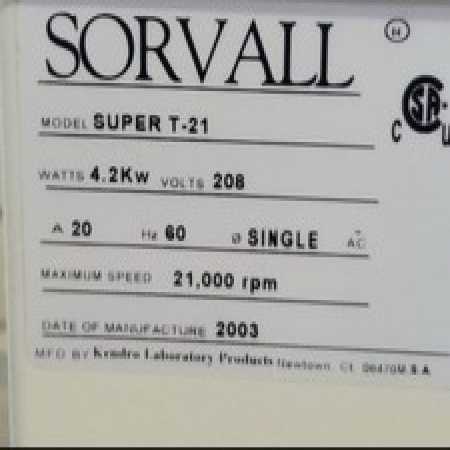 SORVALL H
MODEL SUPER T-21
WATTS 4.2Kw VOLTS 208
A 20 Hz 60 Ø SINGLE ~ AC
MAXIMUM SPEED 21,000 rpm
DATE OF MANUFACTURE 2003
MFD BY Kendro Laboratory Products Newtown, Ct. 06470 U.S.A
C SA U